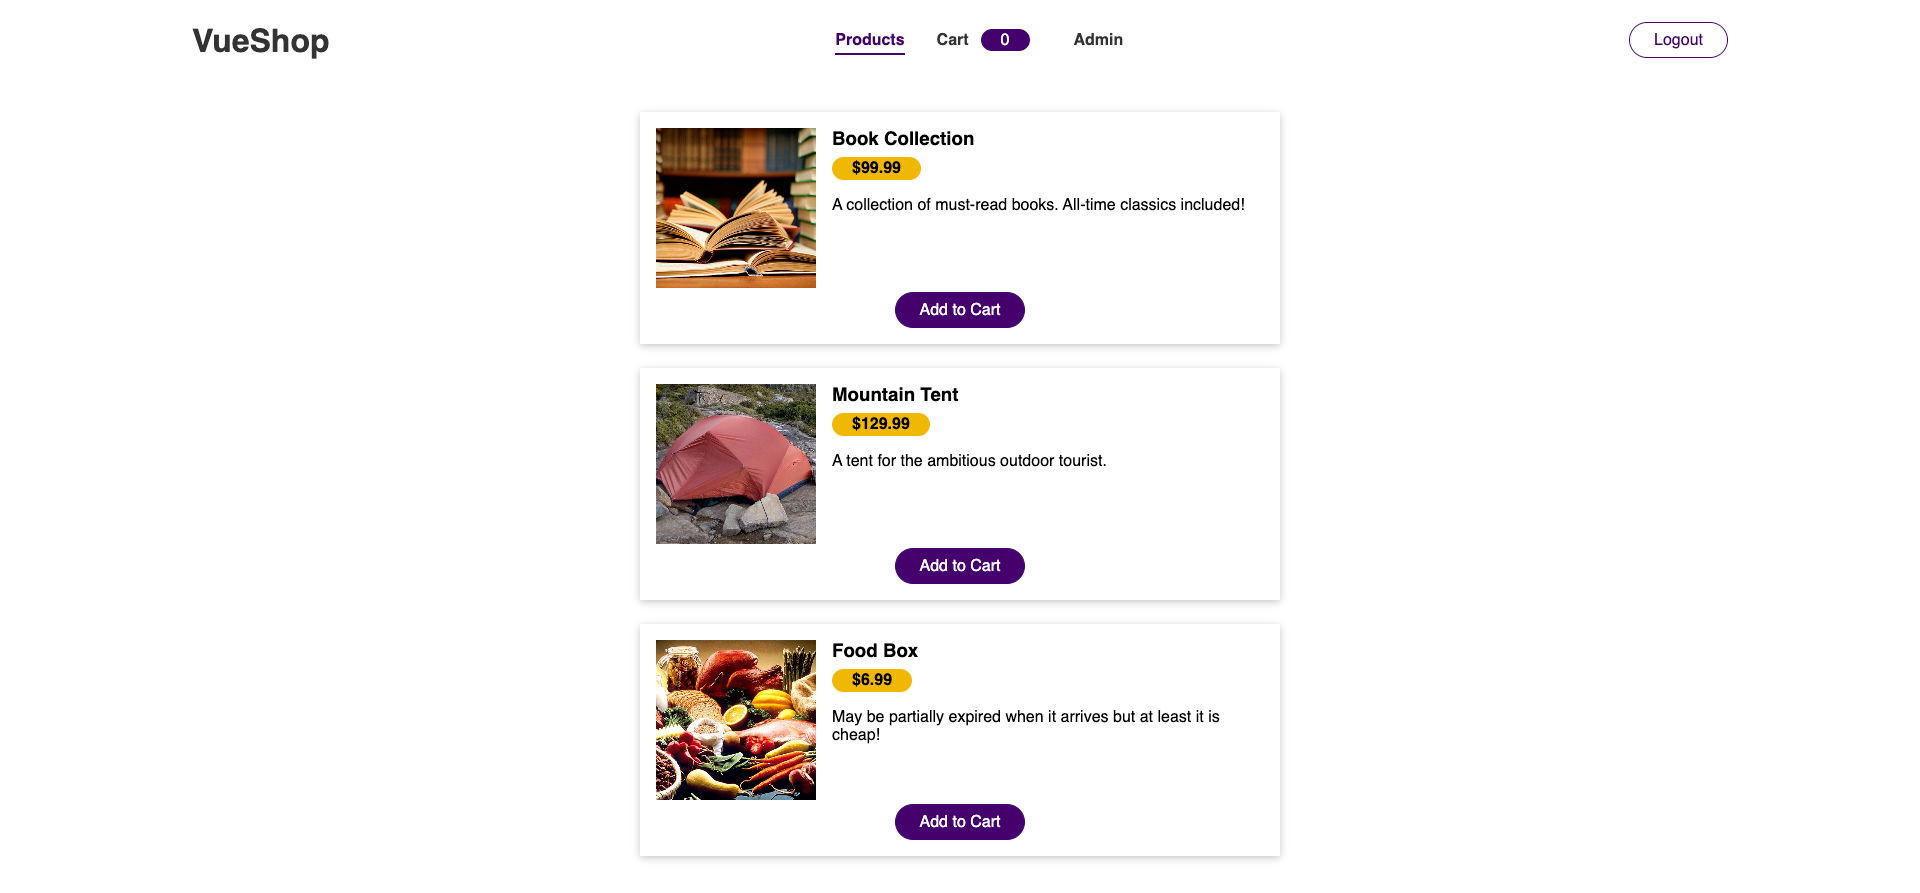 VueShop
Products
Cart 0
Admin
Logout
Book Collection
$99.99
A collection of must-read books. All-time classics included!
Add to Cart
Mountain Tent
$129.99
A tent for the ambitious outdoor tourist.
Add to Cart
Food Box
$6.99
May be partially expired when it arrives but at least it is
cheap!
Add to Cart